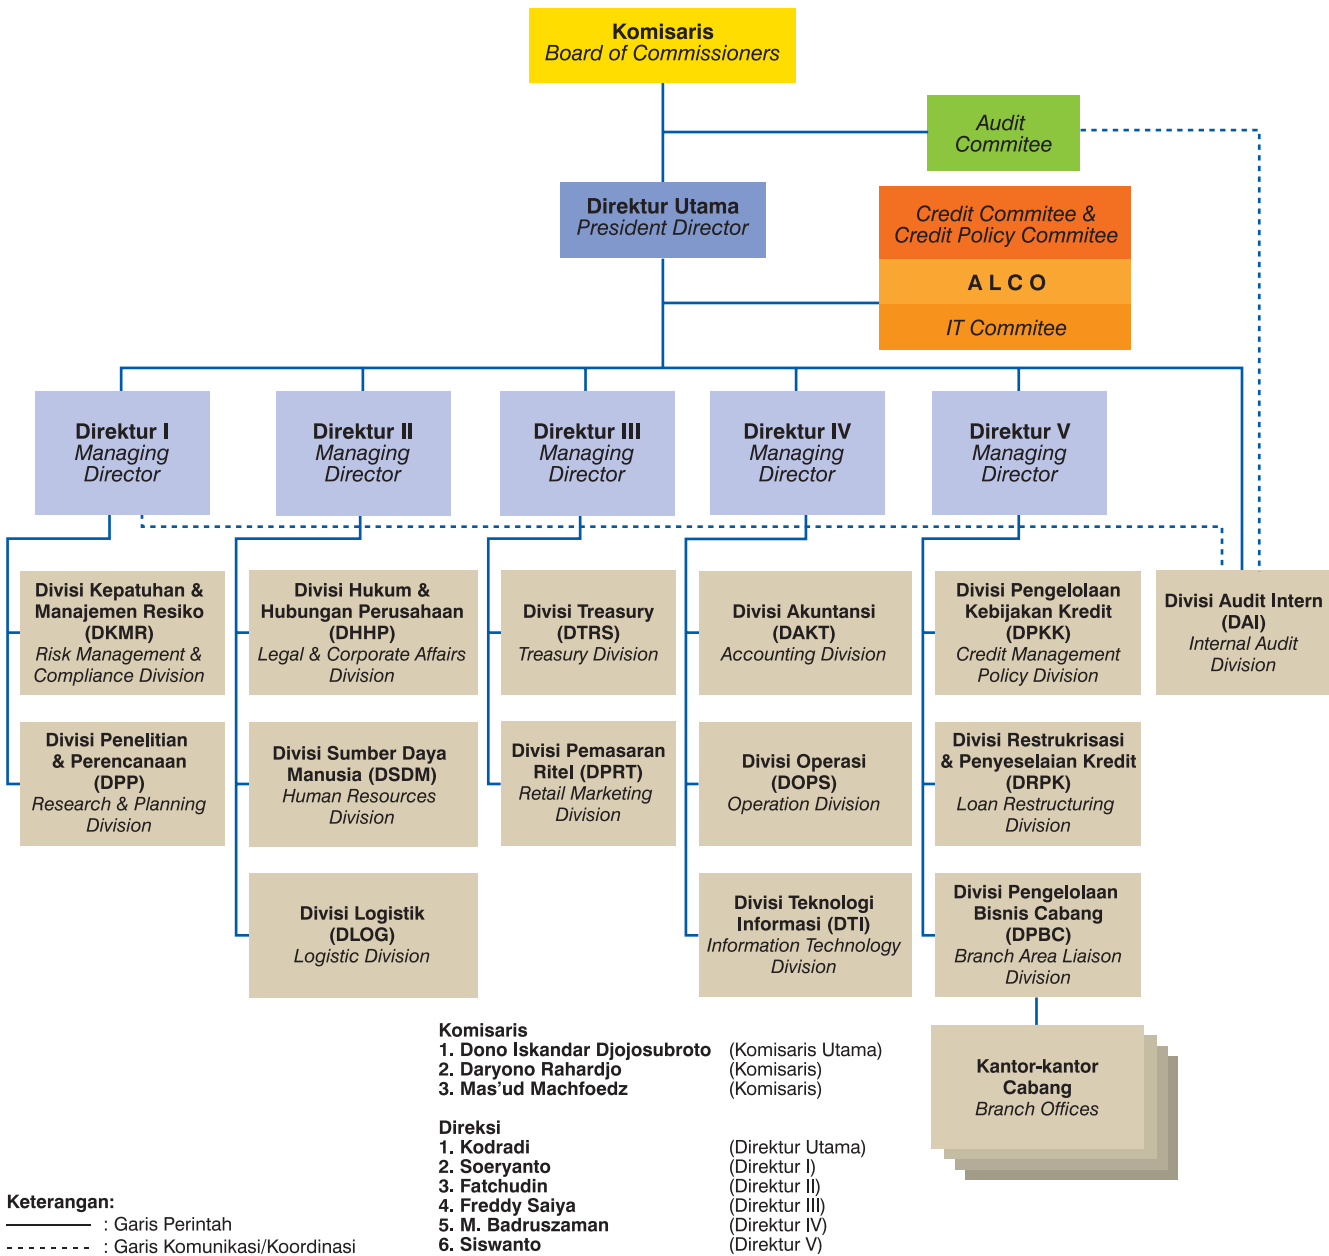 Komisaris
Board of Commissioners
Audit
Commitee
Direktur Utama
President Director
Credit Commitee &
Credit Policy Commitee
A L C O
IT Commitee
Direktur I
Managing
Director
Direktur II
Managing
Director
Direktur III
Managing
Director
Direktur IV
Managing
Director
Direktur V
Managing
Director
Divisi Kepatuhan &
Manajemen Resiko
(DKMR)
Risk Management &
Compliance Division
Divisi Hukum &
Hubungan Perusahaan
(DHHP)
Legal & Corporate Affairs
Division
Divisi Treasury
(DTRS)
Treasury Division
Divisi Akuntansi
(DAKT)
Accounting Division
Divisi Pengelolaan
Kebijakan Kredit
(DPKK)
Credit Management
Policy Division
Divisi Audit Intern
(DAI)
Internal Audit
Division
Divisi Penelitian
& Perencanaan
(DPP)
Research & Planning
Division
Divisi Sumber Daya
Manusia (DSDM)
Human Resources
Division
Divisi Pemasaran
Ritel (DPRT)
Retail Marketing
Division
Divisi Operasi
(DOPS)
Operation Division
Divisi Restrukrisasi
& Penyeselaian Kredit
(DRPK)
Loan Restructuring
Division
Divisi Logistik
(DLOG)
Logistic Division
Divisi Teknologi
Informasi (DTI)
Information Technology
Division
Divisi Pengelolaan
Bisnis Cabang
(DPBC)
Branch Area Liaison
Division
Kantor-kantor
Cabang
Branch Offices
Komisaris
1. Dono Iskandar Djojosubroto (Komisaris Utama)
2. Daryono Rahardjo (Komisaris)
3. Mas'ud Machfoedz (Komisaris)
Direksi
1. Kodradi (Direktur Utama)
2. Soeryanto (Direktur I)
3. Fatchudin (Direktur II)
4. Freddy Saiya (Direktur III)
5. M. Badruszaman (Direktur IV)
6. Siswanto (Direktur V)
Keterangan:
: Garis Perintah
: Garis Komunikasi/Koordinasi